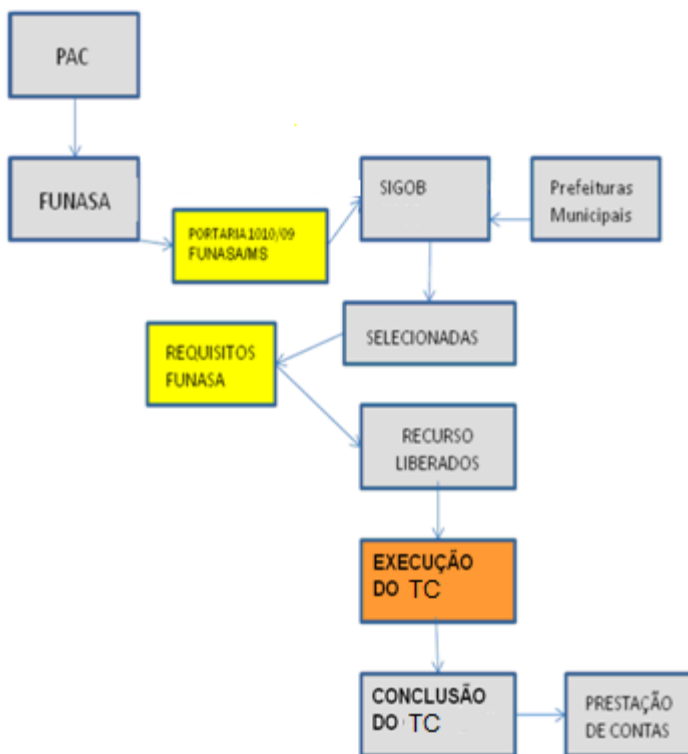 PAC
FUNASA
PORTARIA 1010/09
FUNASA/MS
SIGOB
Prefeituras
Municipais
SELECIONADAS
REQUISITOS
FUNASA
RECURSO
LIBERADOS
EXECUÇÃO
DO TC
CONCLUSÃO
DO TC
PRESTAÇÃO
DE CONTAS